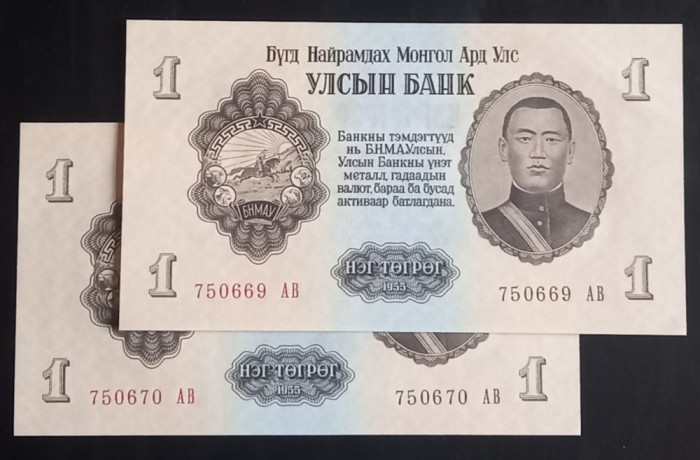 Бүгд Найрамдах Монгол Ард Улс
1 УЛСЫН БАНК 1
Банкны тэмдэгтүүд
нь Б.Н.М.А.Улсын,
Улсын Банкны үнэт
металл, гадаадын
валют, бараа ба бусад
активаар батлагдана.
БНМАУ
1 НЭГ ТӨГРӨГ 1
1955
750669 АВ 750669 АВ
1
1 НЭГ ТӨГРӨГ 1
1955
750670 АВ 750670 АВ